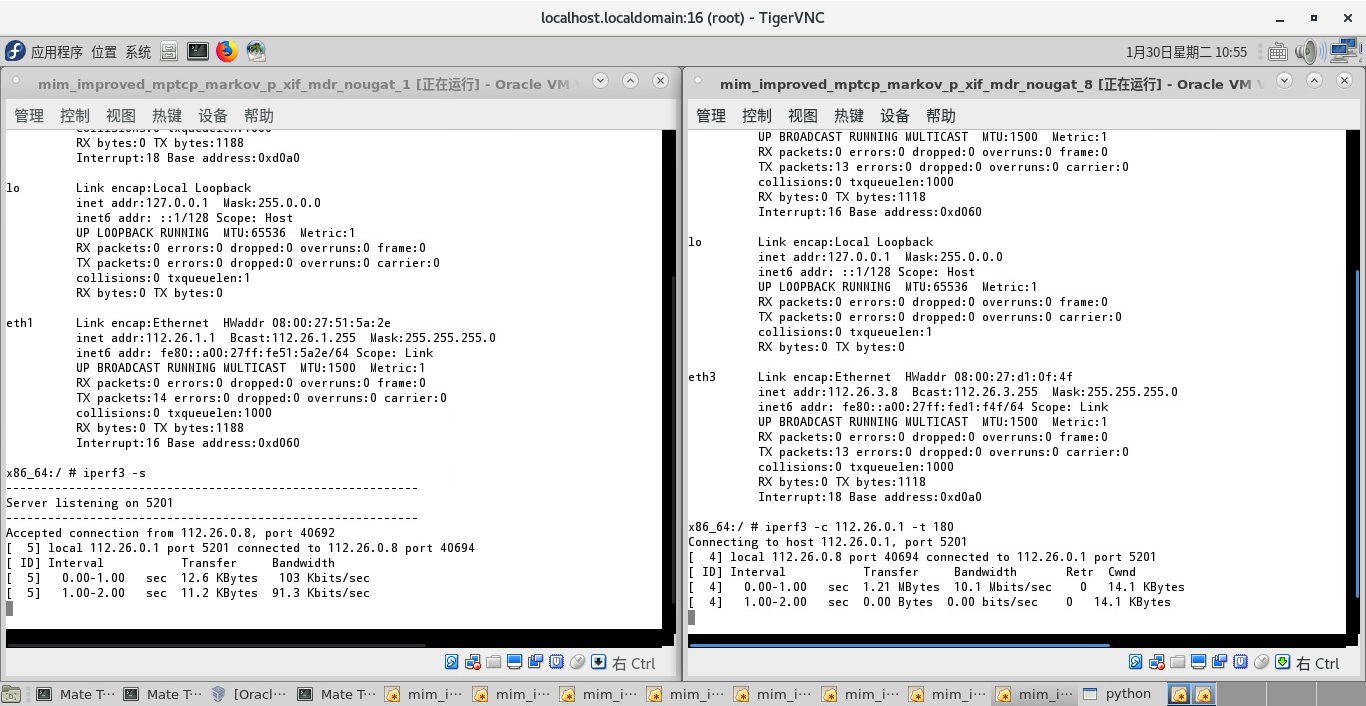 localhost.localdomain:16 (root) - TigerVNC
应用程序 位置 系统
1月30日星期二 10:55
mim_improved_mptcp_markov_p_xif_mdr_nougat_1 [正在运行] - Oracle VM
管理 控制 视图 热键 设备 帮助
collisions:0 txqueuelen:1000
RX bytes:0 TX bytes:1188
Interrupt:18 Base address:0xd0a0
lo Link encap:Local Loopback
inet addr:127.0.0.1 Mask:255.0.0.0
inet6 addr: ::1/128 Scope: Host
UP LOOPBACK RUNNING MTU:65536 Metric:1
RX packets:0 errors:0 dropped:0 overruns:0 frame:0
TX packets:0 errors:0 dropped:0 overruns:0 carrier:0
collisions:0 txqueuelen:1
RX bytes:0 TX bytes:0
eth1 Link encap:Ethernet HWaddr 08:00:27:51:5a:2e
inet addr:112.26.1.1 Bcast:112.26.1.255 Mask:255.255.255.0
inet6 addr: fe80::a00:27ff:fe51:5a2e/64 Scope: Link
UP BROADCAST RUNNING MULTICAST MTU:1500 Metric:1
RX packets:0 errors:0 dropped:0 overruns:0 frame:0
TX packets:14 errors:0 dropped:0 overruns:0 carrier:0
collisions:0 txqueuelen:1000
RX bytes:0 TX bytes:1188
Interrupt:16 Base address:0xd060
x86_64:/ # iperf3 -s
-----------------------------------------------------------
Server listening on 5201
-----------------------------------------------------------
Accepted connection from 112.26.0.8, port 40692
[ 5] local 112.26.0.1 port 5201 connected to 112.26.0.8 port 40694
[ ID] Interval Transfer Bandwidth
[ 5] 0.00-1.00 sec 12.6 KBytes 103 Kbits/sec
[ 5] 1.00-2.00 sec 11.2 KBytes 91.3 Kbits/sec
右 Ctrl
mim_improved_mptcp_markov_p_xif_mdr_nougat_8 [正在运行] - Oracle VM
管理 控制 视图 热键 设备 帮助
UP BROADCAST RUNNING MULTICAST MTU:1500 Metric:1
RX packets:0 errors:0 dropped:0 overruns:0 frame:0
TX packets:13 errors:0 dropped:0 overruns:0 carrier:0
collisions:0 txqueuelen:1000
RX bytes:0 TX bytes:1118
Interrupt:16 Base address:0xd060
lo Link encap:Local Loopback
inet addr:127.0.0.1 Mask:255.0.0.0
inet6 addr: ::1/128 Scope: Host
UP LOOPBACK RUNNING MTU:65536 Metric:1
RX packets:0 errors:0 dropped:0 overruns:0 frame:0
TX packets:0 errors:0 dropped:0 overruns:0 carrier:0
collisions:0 txqueuelen:1
RX bytes:0 TX bytes:0
eth3 Link encap:Ethernet HWaddr 08:00:27:d1:0f:4f
inet addr:112.26.3.8 Bcast:112.26.3.255 Mask:255.255.255.0
inet6 addr: fe80::a00:27ff:fed1:f4f/64 Scope: Link
UP BROADCAST RUNNING MULTICAST MTU:1500 Metric:1
RX packets:0 errors:0 dropped:0 overruns:0 frame:0
TX packets:13 errors:0 dropped:0 overruns:0 carrier:0
collisions:0 txqueuelen:1000
RX bytes:0 TX bytes:1118
Interrupt:18 Base address:0xd0a0
x86_64:/ # iperf3 -c 112.26.0.1 -t 180
Connecting to host 112.26.0.1, port 5201
[ 4] local 112.26.0.8 port 40694 connected to 112.26.0.1 port 5201
[ ID] Interval Transfer Bandwidth Retr Cwnd
[ 4] 0.00-1.00 sec 1.21 MBytes 10.1 Mbits/sec 0 14.1 KBytes
[ 4] 1.00-2.00 sec 0.00 Bytes 0.00 bits/sec 0 14.1 KBytes
右 Ctrl
Mate T··· Mate T··· [Oracl··· Mate T··· mim_i··· mim_i··· mim_i··· mim_i··· mim_i··· mim_i··· mim_i··· mim_i··· python